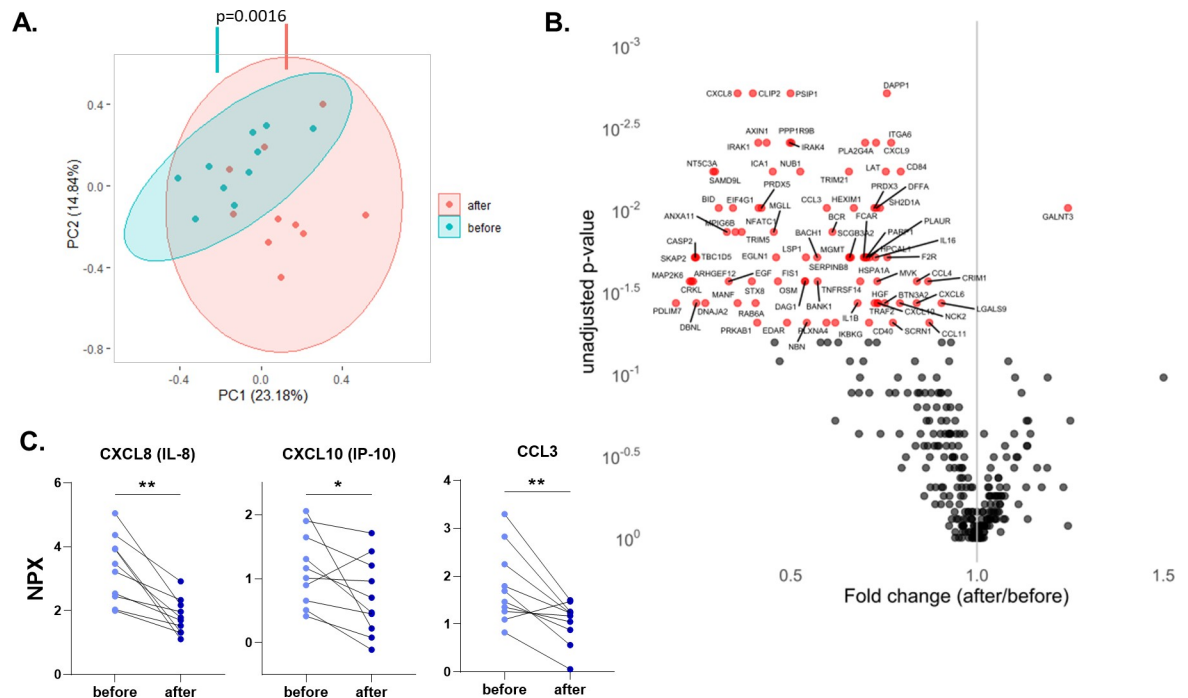 A.
p=0.0016
0.4
0.0
-0.4
-0.8
PC2 (14.84%)
-0.4
0.0
0.4
PC1 (23.18%)
after
before
B.
10^-3
10^-2.5
10^-2
10^-1.5
10^-1
10^-0.5
10^0
unadjusted p-value
CXCL8 CLIP2 PSIP1 DAPP1
AXIN1 PPP1R9B ITGA6
IRAK1 IRAK4 PLA2G4A CXCL9
NT5C3A ICA1 NUB1 LAT CD84
SAMD9L TRIM21
PRDX5 PRDX3 DFFA
BID EIF4G1 MGLL CCL3 HEXIM1 SH2D1A
GALNT3
ANXA11 MPIG6B NFATC1 BCR FCAR PLAUR
TRIM5 BACH1 SCGB3A2 PARP1
CASP2 LSP1 MGMT HPCAL1 IL16
SKAP2 TBC1D5 EGLN1 SERPINB8 F2R
MAP2K6 ARHGEF12 EGF FIS1 HSPA1A MVK CCL4 CRIM1
CRKL MANF STX8 OSM TNFRSF14 HGF BTN3A2 CXCL6
PDLIM7 DNAJA2 RAB6A DAG1 BANK1 TRAF2 CXCL10 LGALS9
DBNL IL1B NCK2
PRKAB1 EDAR PLXNA4 IKBKG CD40 SCRN1 CCL11
NBN
0.5
1.0
1.5
Fold change (after/before)
C.
CXCL8 (IL-8)
**
NPX
6
4
2
0
before after
CXCL10 (IP-10)
*
2
1
0
before after
CCL3
**
4
3
2
1
0
before after